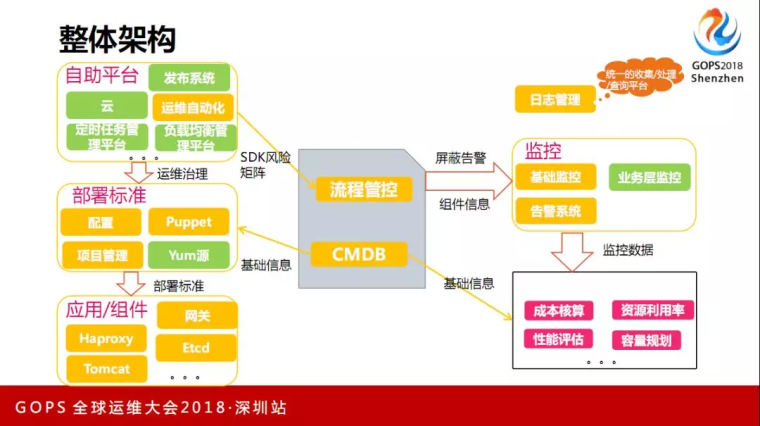 整体架构
GOPS2018
Shenzhen
自助平台
发布系统
云
运维自动化
定时任务管
理平台
负载均衡管
理平台
。。。
运维治理
部署标准
配置
Puppet
项目管理
Yum源
部署标准
应用/组件
网关
Haproxy
Etcd
Tomcat
。。。
SDK风险
矩阵
基础信息
流程管控
CMDB
屏蔽告警
组件信息
基础信息
日志管理
统一的收集/处理
/查询平台
监控
基础监控
业务层监控
告警系统
监控数据
成本核算
资源利用率
性能评估
容量规划
。。。
GOPS 全球运维大会2018·深圳站